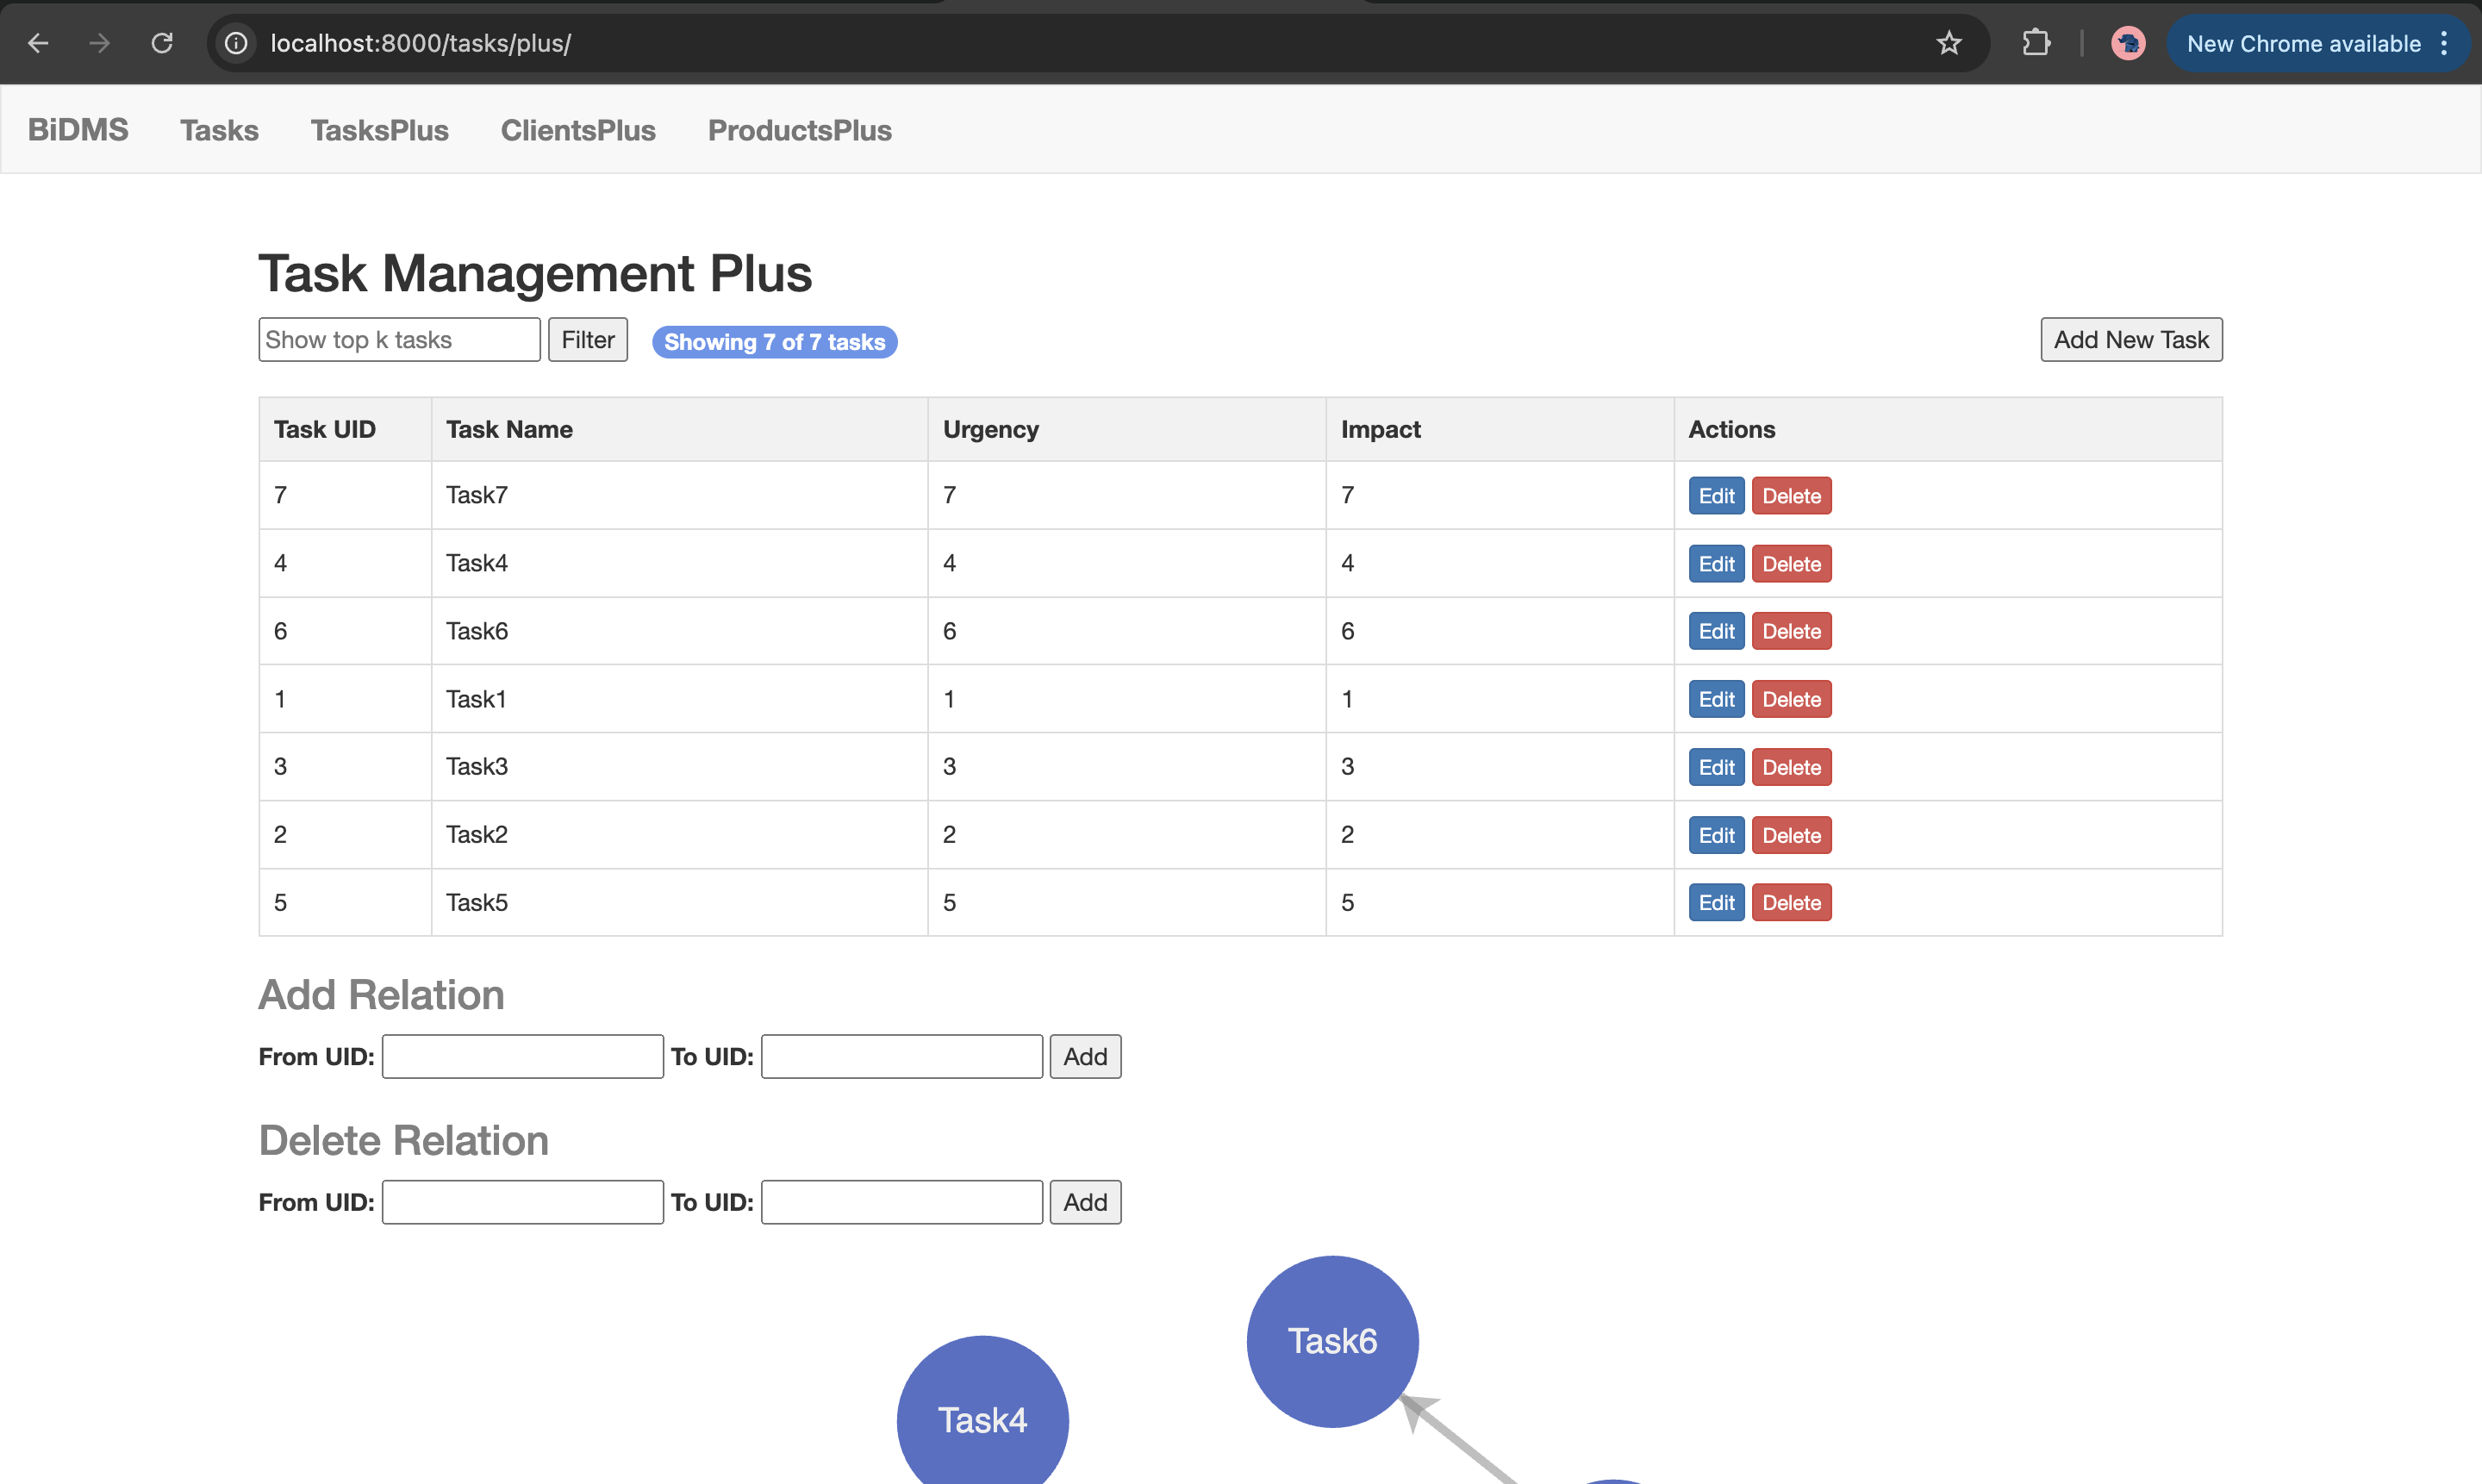 localhost:8000/tasks/plus/
New Chrome available
BiDMS Tasks TasksPlus ClientsPlus ProductsPlus
Task Management Plus
Show top k tasks Filter Showing 7 of 7 tasks Add New Task
Task UID Task Name Urgency Impact Actions
7 Task7 7 7 Edit Delete
4 Task4 4 4 Edit Delete
6 Task6 6 6 Edit Delete
1 Task1 1 1 Edit Delete
3 Task3 3 3 Edit Delete
2 Task2 2 2 Edit Delete
5 Task5 5 5 Edit Delete
Add Relation
From UID: To UID: Add
Delete Relation
From UID: To UID: Add
Task6
Task4